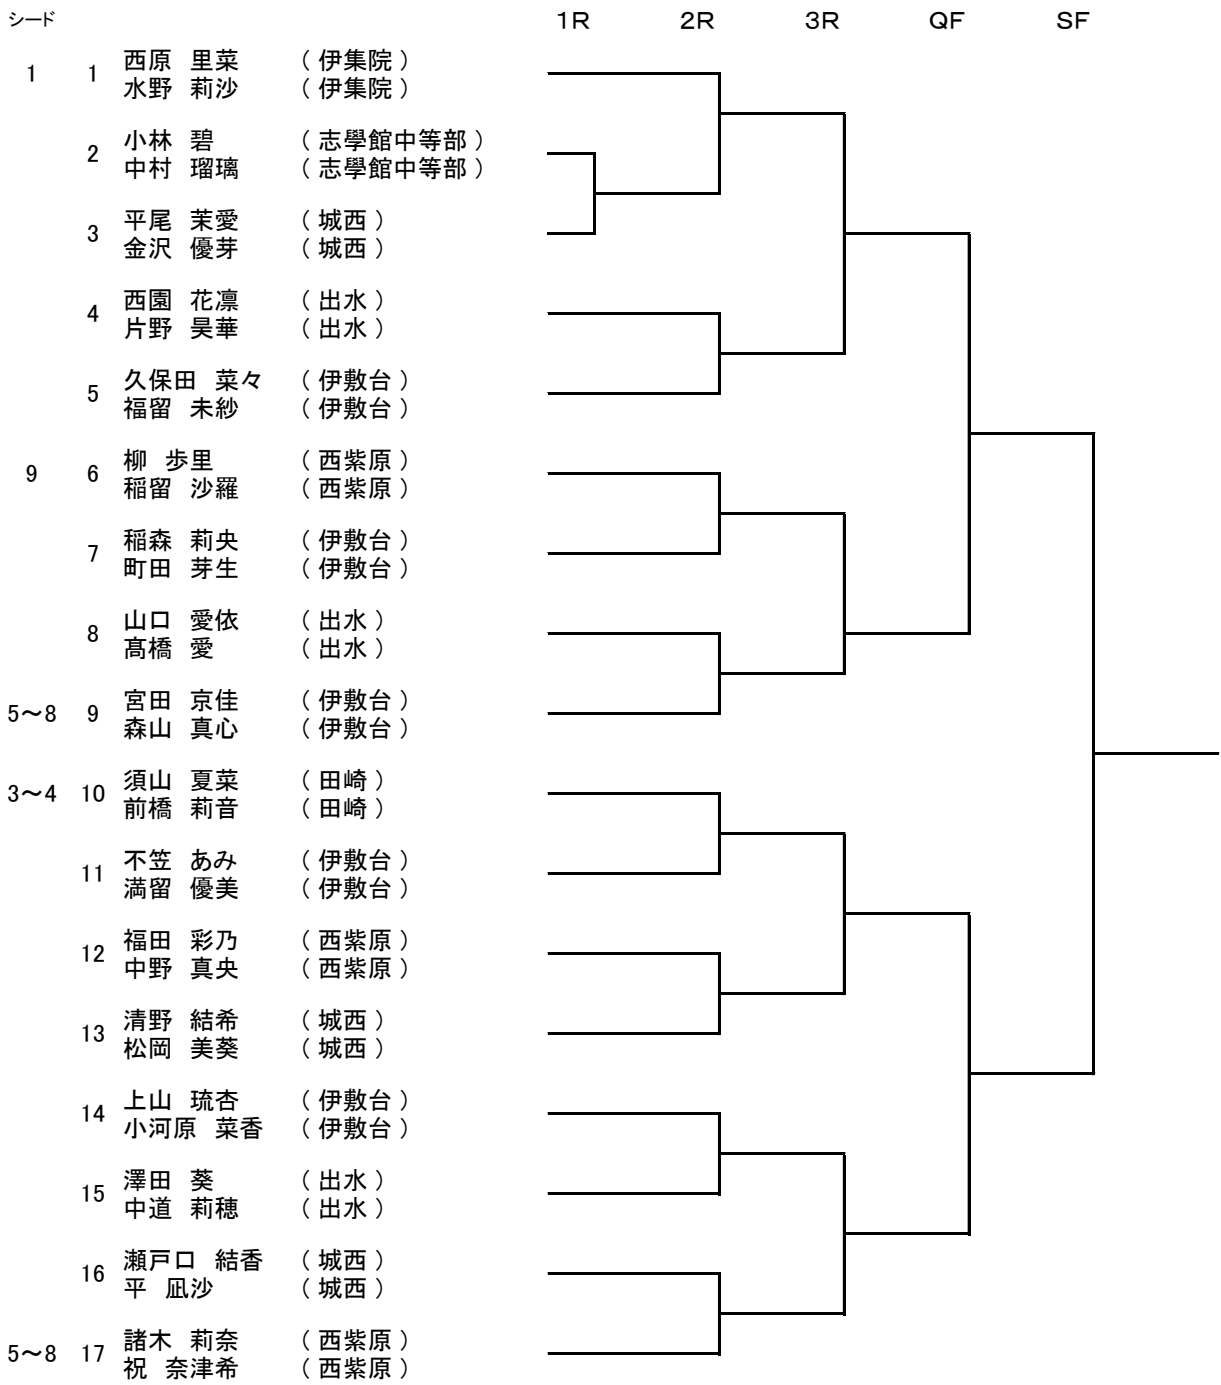 シード 1R 2R 3R QF SF
1 1 西原 里菜 （ 伊集院 ）
水野 莉沙 （ 伊集院 ）
2 小林 碧 （ 志學館中等部 ）
中村 瑠璃 （ 志學館中等部 ）
3 平尾 茉愛 （ 城西 ）
金沢 優芽 （ 城西 ）
4 西園 花凛 （ 出水 ）
片野 昊華 （ 出水 ）
5 久保田 菜々 （ 伊敷台 ）
福留 未紗 （ 伊敷台 ）
9 6 柳 歩里 （ 西紫原 ）
稲留 沙羅 （ 西紫原 ）
7 稲森 莉央 （ 伊敷台 ）
町田 芽生 （ 伊敷台 ）
8 山口 愛依 （ 出水 ）
髙橋 愛 （ 出水 ）
5～8 9 宮田 京佳 （ 伊敷台 ）
森山 真心 （ 伊敷台 ）
3～4 10 須山 夏菜 （ 田崎 ）
前橋 莉音 （ 田崎 ）
11 不笠 あみ （ 伊敷台 ）
満留 優美 （ 伊敷台 ）
12 福田 彩乃 （ 西紫原 ）
中野 真央 （ 西紫原 ）
13 清野 結希 （ 城西 ）
松岡 美葵 （ 城西 ）
14 上山 琉杏 （ 伊敷台 ）
小河原 菜香 （ 伊敷台 ）
15 澤田 葵 （ 出水 ）
中道 莉穂 （ 出水 ）
16 瀬戸口 結香 （ 城西 ）
平 凪沙 （ 城西 ）
5～8 17 諸木 莉奈 （ 西紫原 ）
祝 奈津希 （ 西紫原 ）